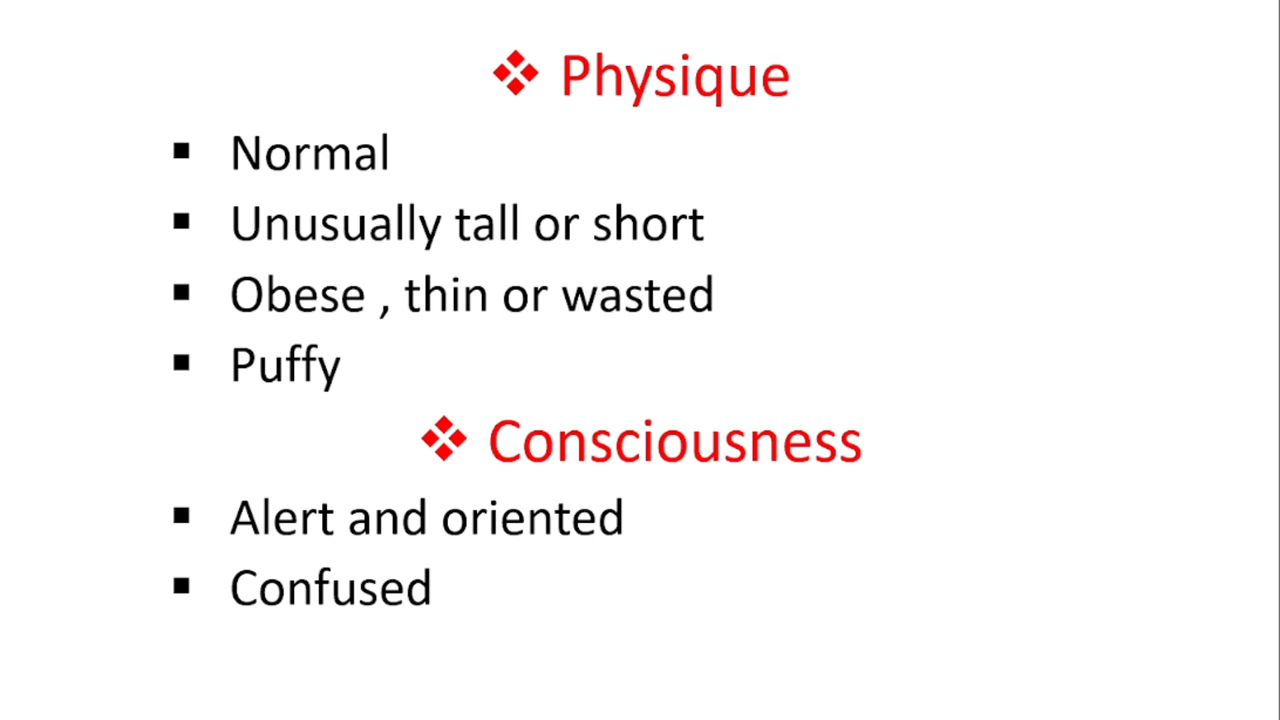 ❖ Physique
▪ Normal
▪ Unusually tall or short
▪ Obese , thin or wasted
▪ Puffy
❖ Consciousness
▪ Alert and oriented
▪ Confused